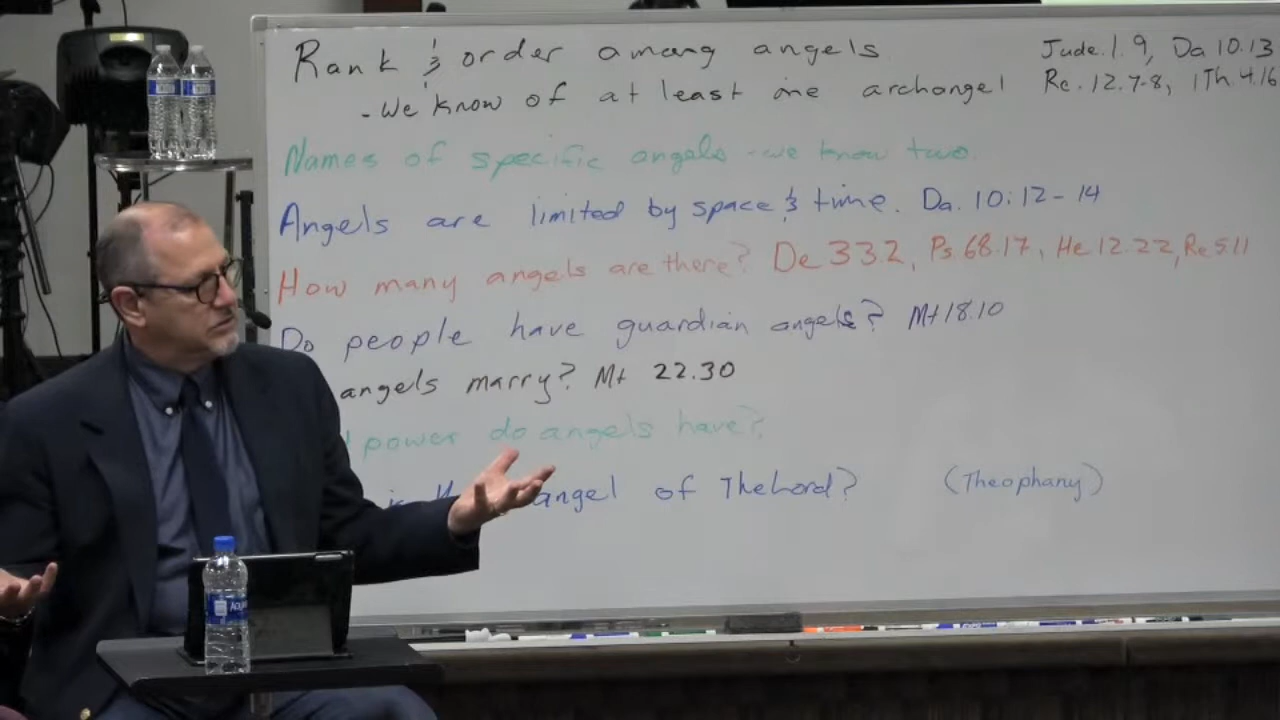 Rank & order among angels Jude.1.9, Da 10.13
- We know of at least one archangel Re. 12.7-8, 1Th.4.16
Names of specific angels - we know two.
Angels are limited by space & time. Da. 10:12-14
How many angels are there? De 33 2, Ps. 68.17, He 12.22, Re 5.11
Do people have guardian angels? Mt 18.10
angels marry? Mt 22.30
power do angels have?
is angel of The Lord? (Theophany)